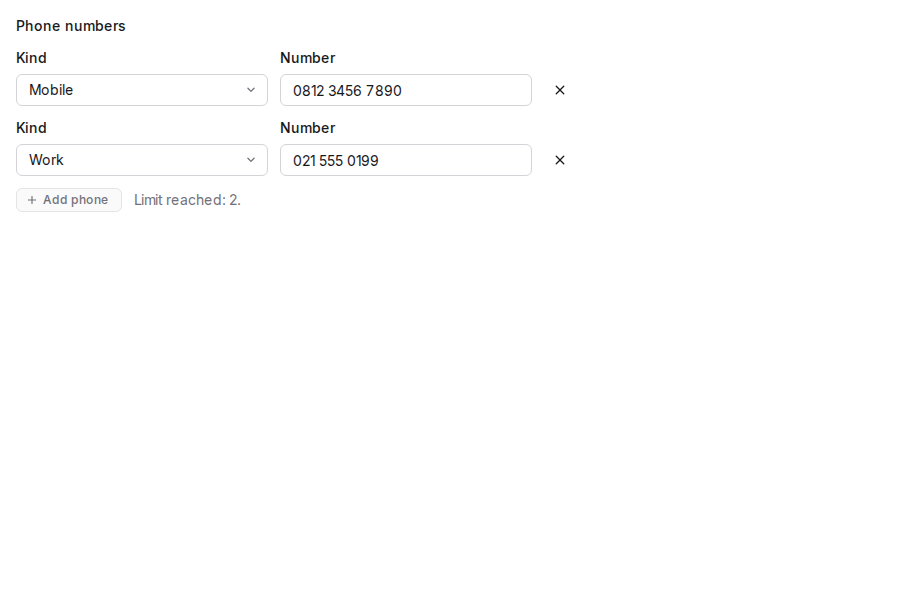 Phone numbers
Kind Number
Mobile 0812 3456 7890
Kind Number
Work 021 555 0199
Add phone Limit reached: 2.